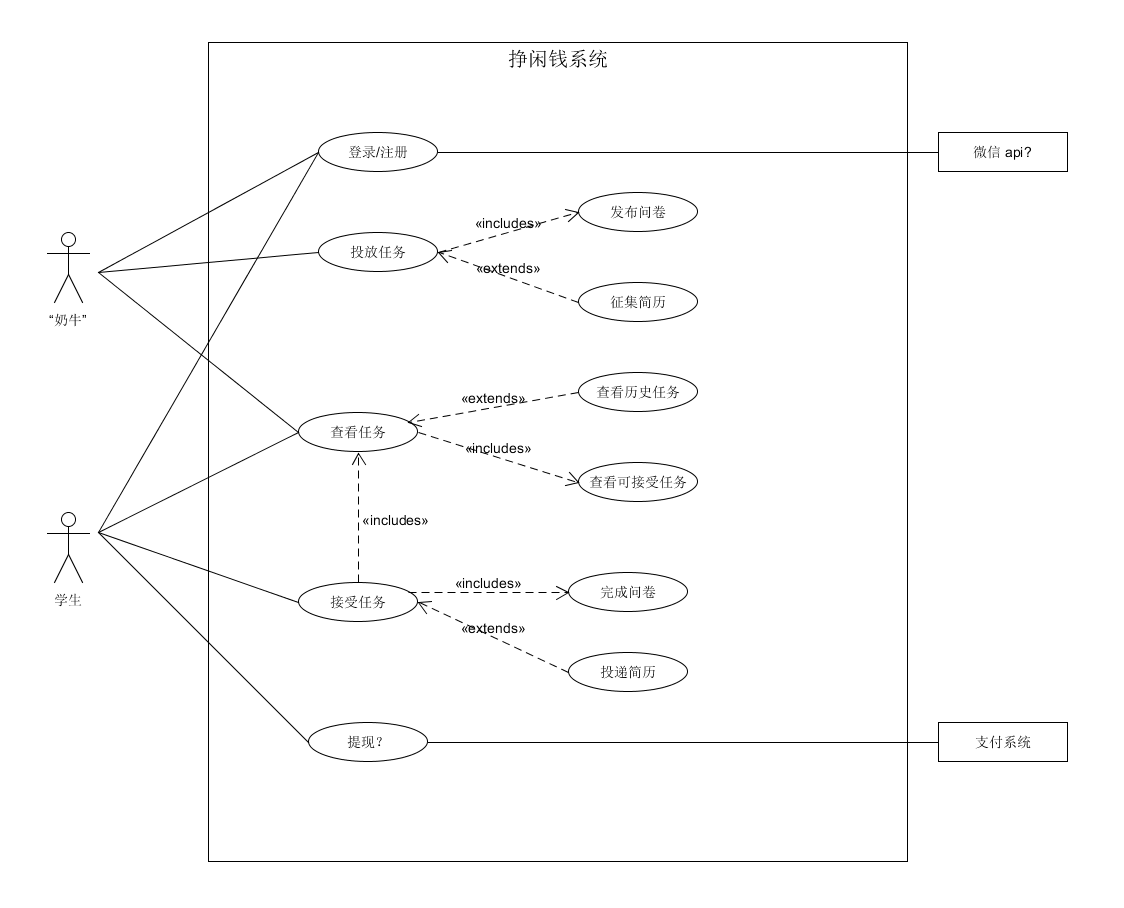 挣闲钱系统
登录/注册
微信 api?
发布问卷
«includes»
投放任务
«extends»
征集简历
“奶牛”
查看历史任务
«extends»
查看任务
«includes»
查看可接受任务
«includes»
«includes»
完成问卷
接受任务
学生
«extends»
投递简历
提现?
支付系统